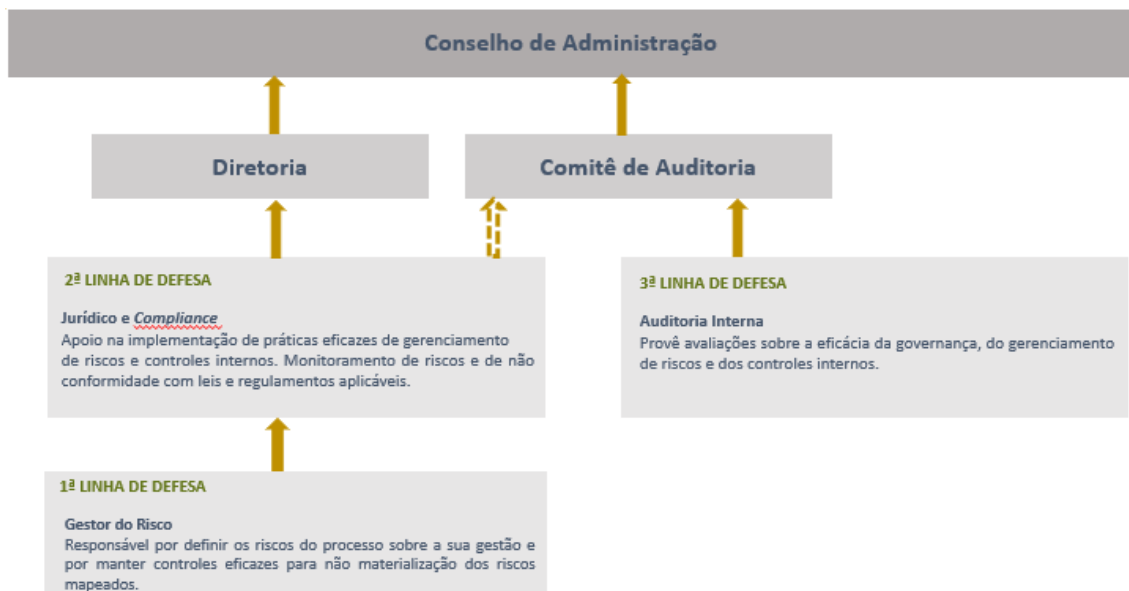 Conselho de Administração
Diretoria
Comitê de Auditoria
2ª LINHA DE DEFESA
Jurídico e Compliance
Apoio na implementação de práticas eficazes de gerenciamento
de riscos e controles internos. Monitoramento de riscos e de não
conformidade com leis e regulamentos aplicáveis.
3ª LINHA DE DEFESA
Auditoria Interna
Provê avaliações sobre a eficácia da governança, do gerenciamento
de riscos e dos controles internos.
1ª LINHA DE DEFESA
Gestor do Risco
Responsável por definir os riscos do processo sobre a sua gestão e
por manter controles eficazes para não materialização dos riscos
mapeados.